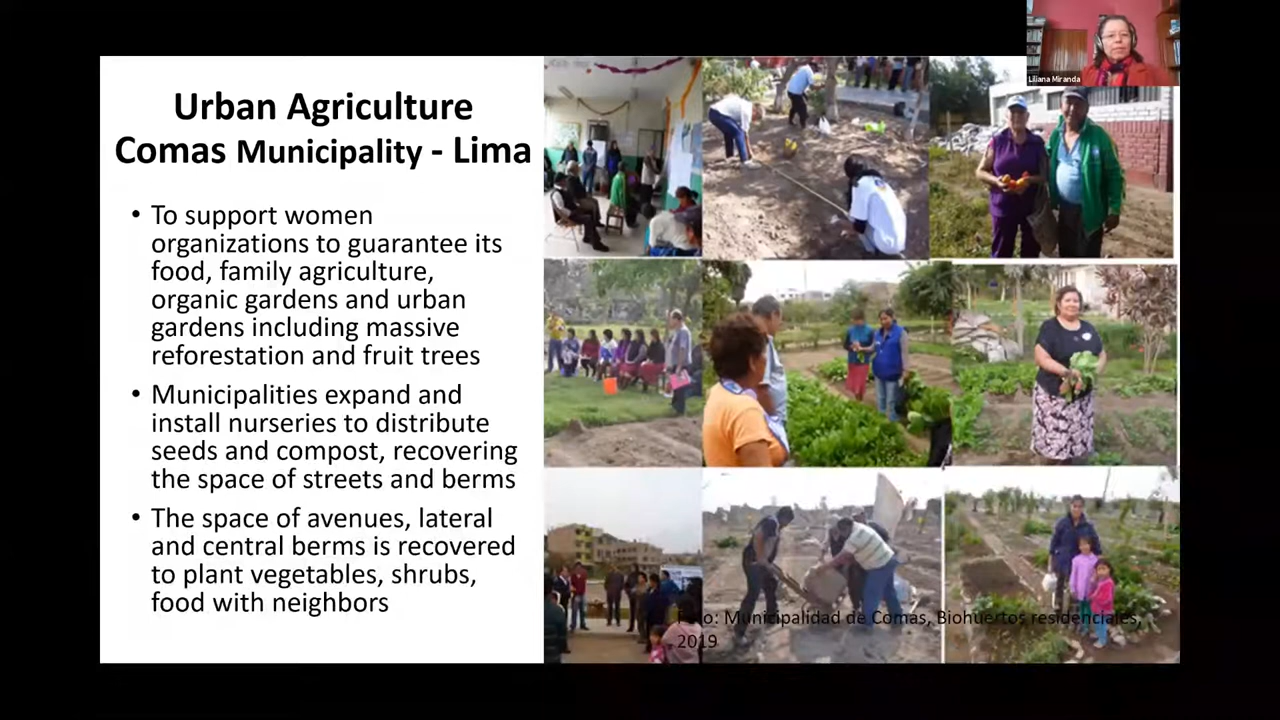 Liliana Miranda
Urban Agriculture
Comas Municipality - Lima
• To support women
organizations to guarantee its
food, family agriculture,
organic gardens and urban
gardens including massive
reforestation and fruit trees
• Municipalities expand and
install nurseries to distribute
seeds and compost, recovering
the space of streets and berms
• The space of avenues, lateral
and central berms is recovered
to plant vegetables, shrubs,
food with neighbors
Foto: Municipalidad de Comas, Biohuertos residenciales,
2019